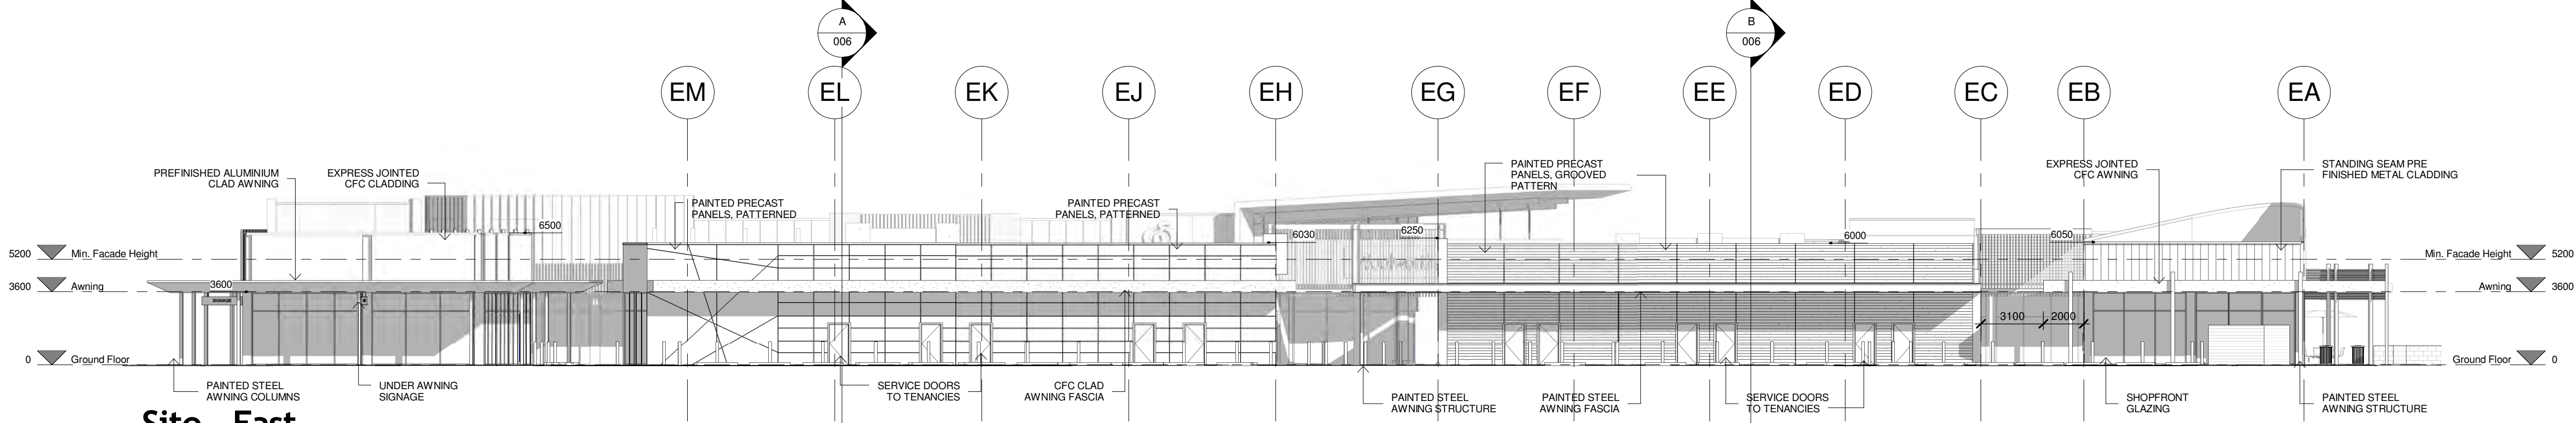 A
006
B
006
EM
EL
EK
EJ
EH
EG
EF
EE
ED
EC
EB
EA
PREFINISHED ALUMINIUM
CLAD AWNING
EXPRESS JOINTED
CFC CLADDING
PAINTED PRECAST
PANELS, PATTERNED
PAINTED PRECAST
PANELS, PATTERNED
PAINTED PRECAST
PANELS, GROOVED
PATTERN
EXPRESS JOINTED
CFC AWNING
STANDING SEAM PRE
FINISHED METAL CLADDING
6500
6030
6250
6000
6050
5200 Min. Facade Height
Min. Facade Height 5200
3600 Awning
3600
Awning 3600
SIGNAGE
3100
2000
0 Ground Floor
Ground Floor 0
PAINTED STEEL
AWNING COLUMNS
UNDER AWNING
SIGNAGE
SERVICE DOORS
TO TENANCIES
CFC CLAD
AWNING FASCIA
PAINTED STEEL
AWNING STRUCTURE
PAINTED STEEL
AWNING FASCIA
SERVICE DOORS
TO TENANCIES
SHOPFRONT
GLAZING
PAINTED STEEL
AWNING STRUCTURE
Site East